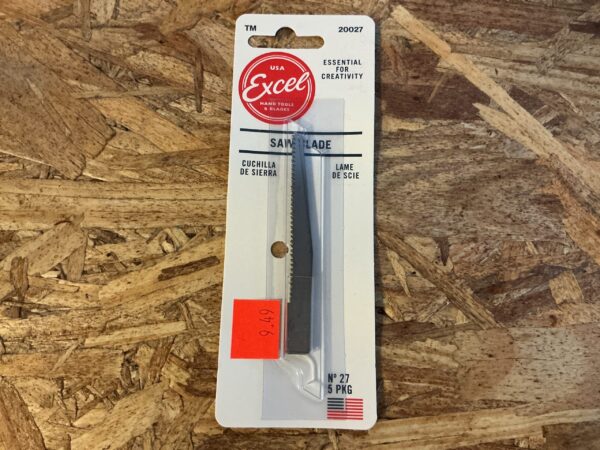 TM 20027
USA
Excel
HAND TOOLS
& BLADES
ESSENTIAL
FOR
CREATIVITY
SAW BLADE
CUCHILLA
DE SIERRA
LAME
DE SCIE
9.49
Nº 27
5 PKG